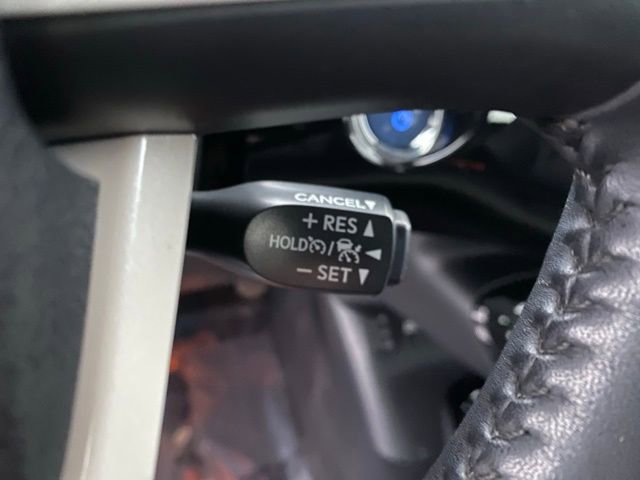 CANCEL▼
+ RES ▲
HOLD / ◄
− SET ▼